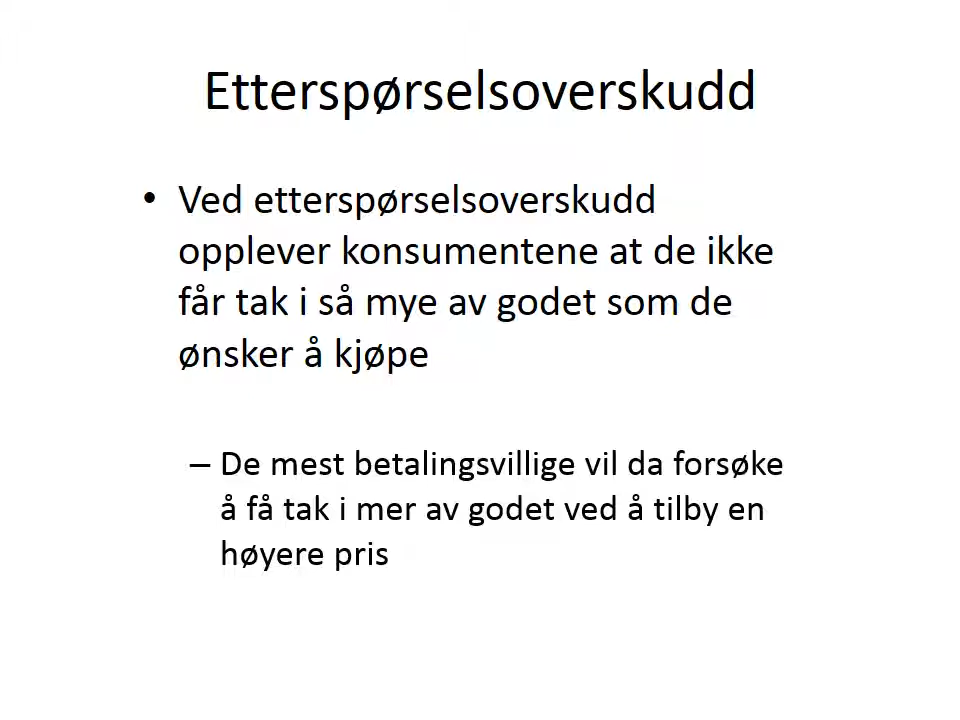 Etterspørselsoverskudd
• Ved etterspørselsoverskudd
opplever konsumentene at de ikke
får tak i så mye av godet som de
ønsker å kjøpe
– De mest betalingsvillige vil da forsøke
å få tak i mer av godet ved å tilby en
høyere pris